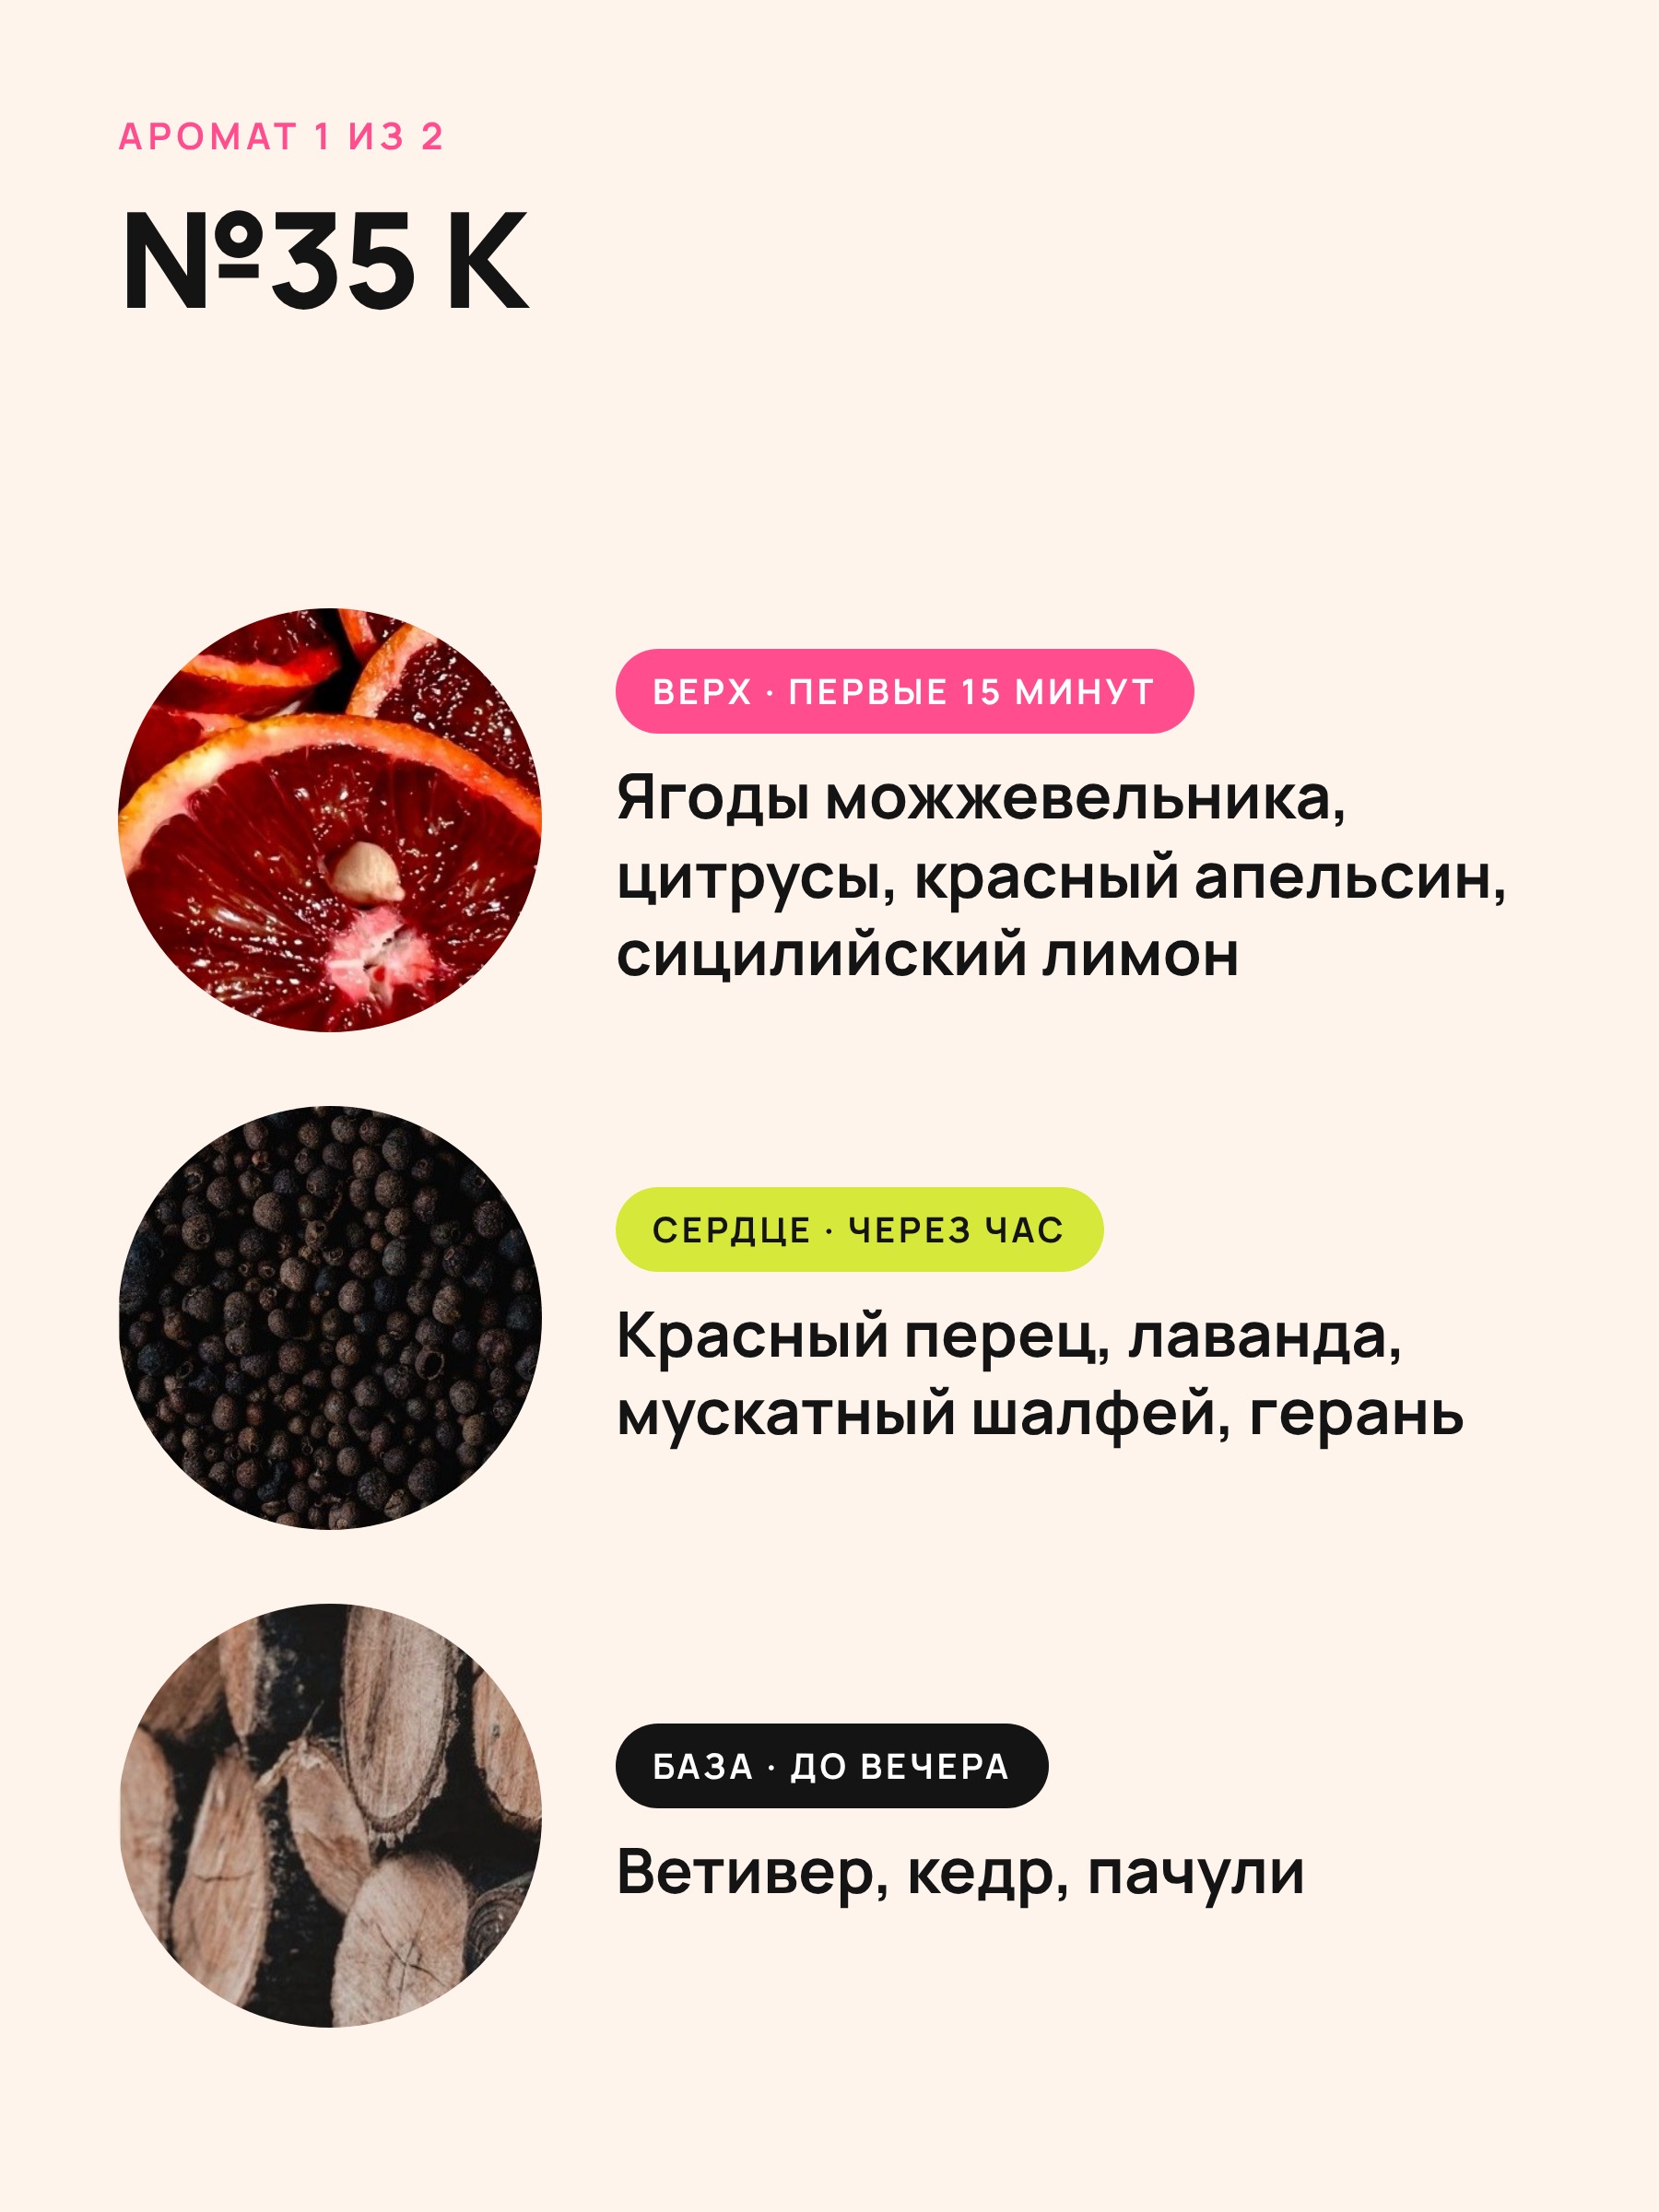 АРОМАТ 1 ИЗ 2
№35 К
ВЕРХ · ПЕРВЫЕ 15 МИНУТ
Ягоды можжевельника,
цитрусы, красный апельсин,
сицилийский лимон
СЕРДЦЕ · ЧЕРЕЗ ЧАС
Красный перец, лаванда,
мускатный шалфей, герань
БАЗА · ДО ВЕЧЕРА
Ветивер, кедр, пачули